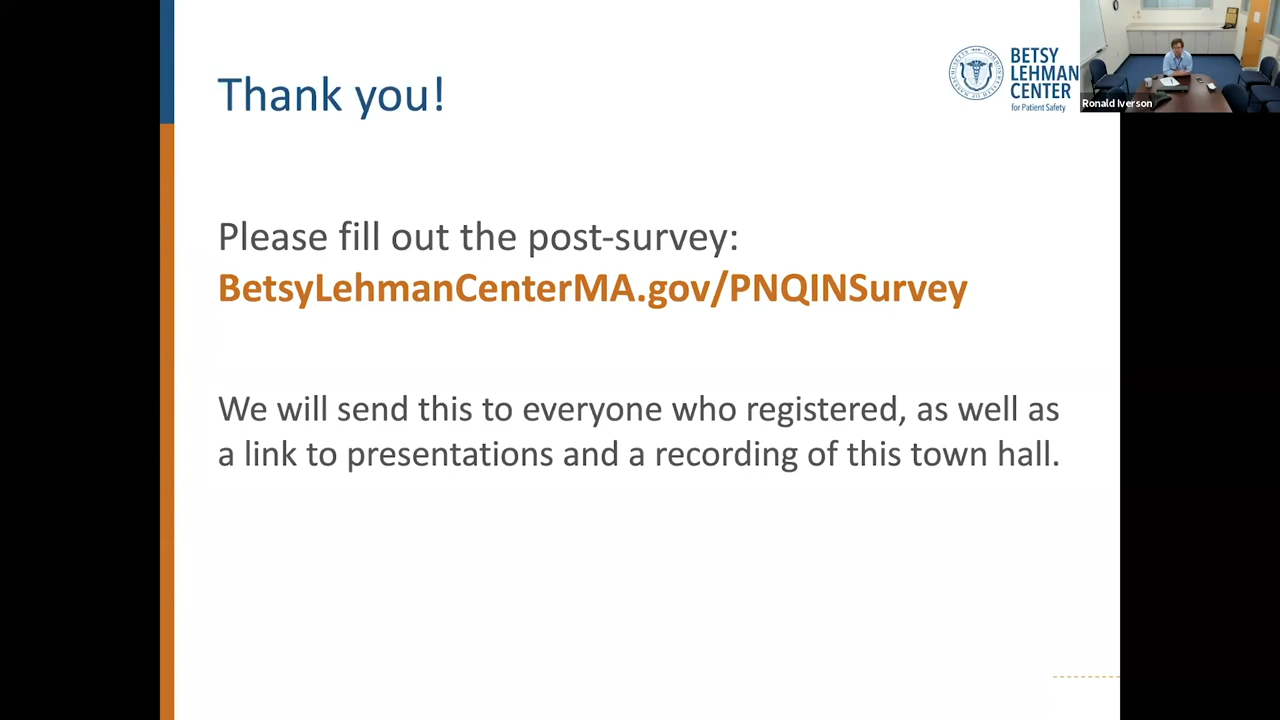 Thank you!
BETSY
LEHMAN
CENTER
for Patient Safety
Ronald Iverson
Please fill out the post-survey:
BetsyLehmanCenterMA.gov/PNQINSurvey
We will send this to everyone who registered, as well as
a link to presentations and a recording of this town hall.